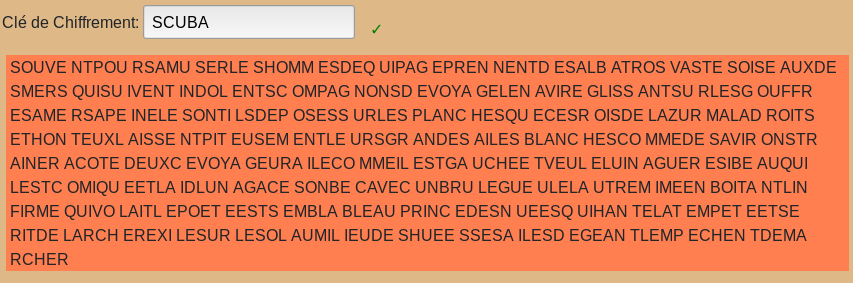 Clé de Chiffrement: SCUBA ✓
SOUVE NTPOU RSAMU SERLE SHOMM ESDEQ UIPAG EPREN NENTD ESALB ATROS VASTE SOISE AUXDE
SMERS QUISU IVENT INDOL ENTSC OMPAG NONSD EVOYA GELEN AVIRE GLISS ANTSU RLESG OUFFR
ESAME RSAPE INELE SONTI LSDEP OSESS URLES PLANC HESQU ECESR OISDE LAZUR MALAD ROITS
ETHON TEUXL AISSE NTPIT EUSEM ENTLE URSGR ANDES AILES BLANC HESCO MMEDE SAVIR ONSTR
AINER ACOTE DEUXC EVOYA GEURA ILECO MMEIL ESTGA UCHEE TVEUL ELUIN AGUER ESIBE AUQUI
LESTC OMIQU EETLA IDLUN AGACE SONBE CAVEC UNBRU LEGUE ULELA UTREM IMEEN BOITA NTLIN
FIRME QUIVO LAITL EPOET EESTS EMBLA BLEAU PRINC EDESN UEESQ UIHAN TELAT EMPET EETSE
RITDE LARCH EREXI LESUR LESOL AUMIL IEUDE SHUEE SSESA ILESD EGEAN TLEMP ECHEN TDEMA
RCHER